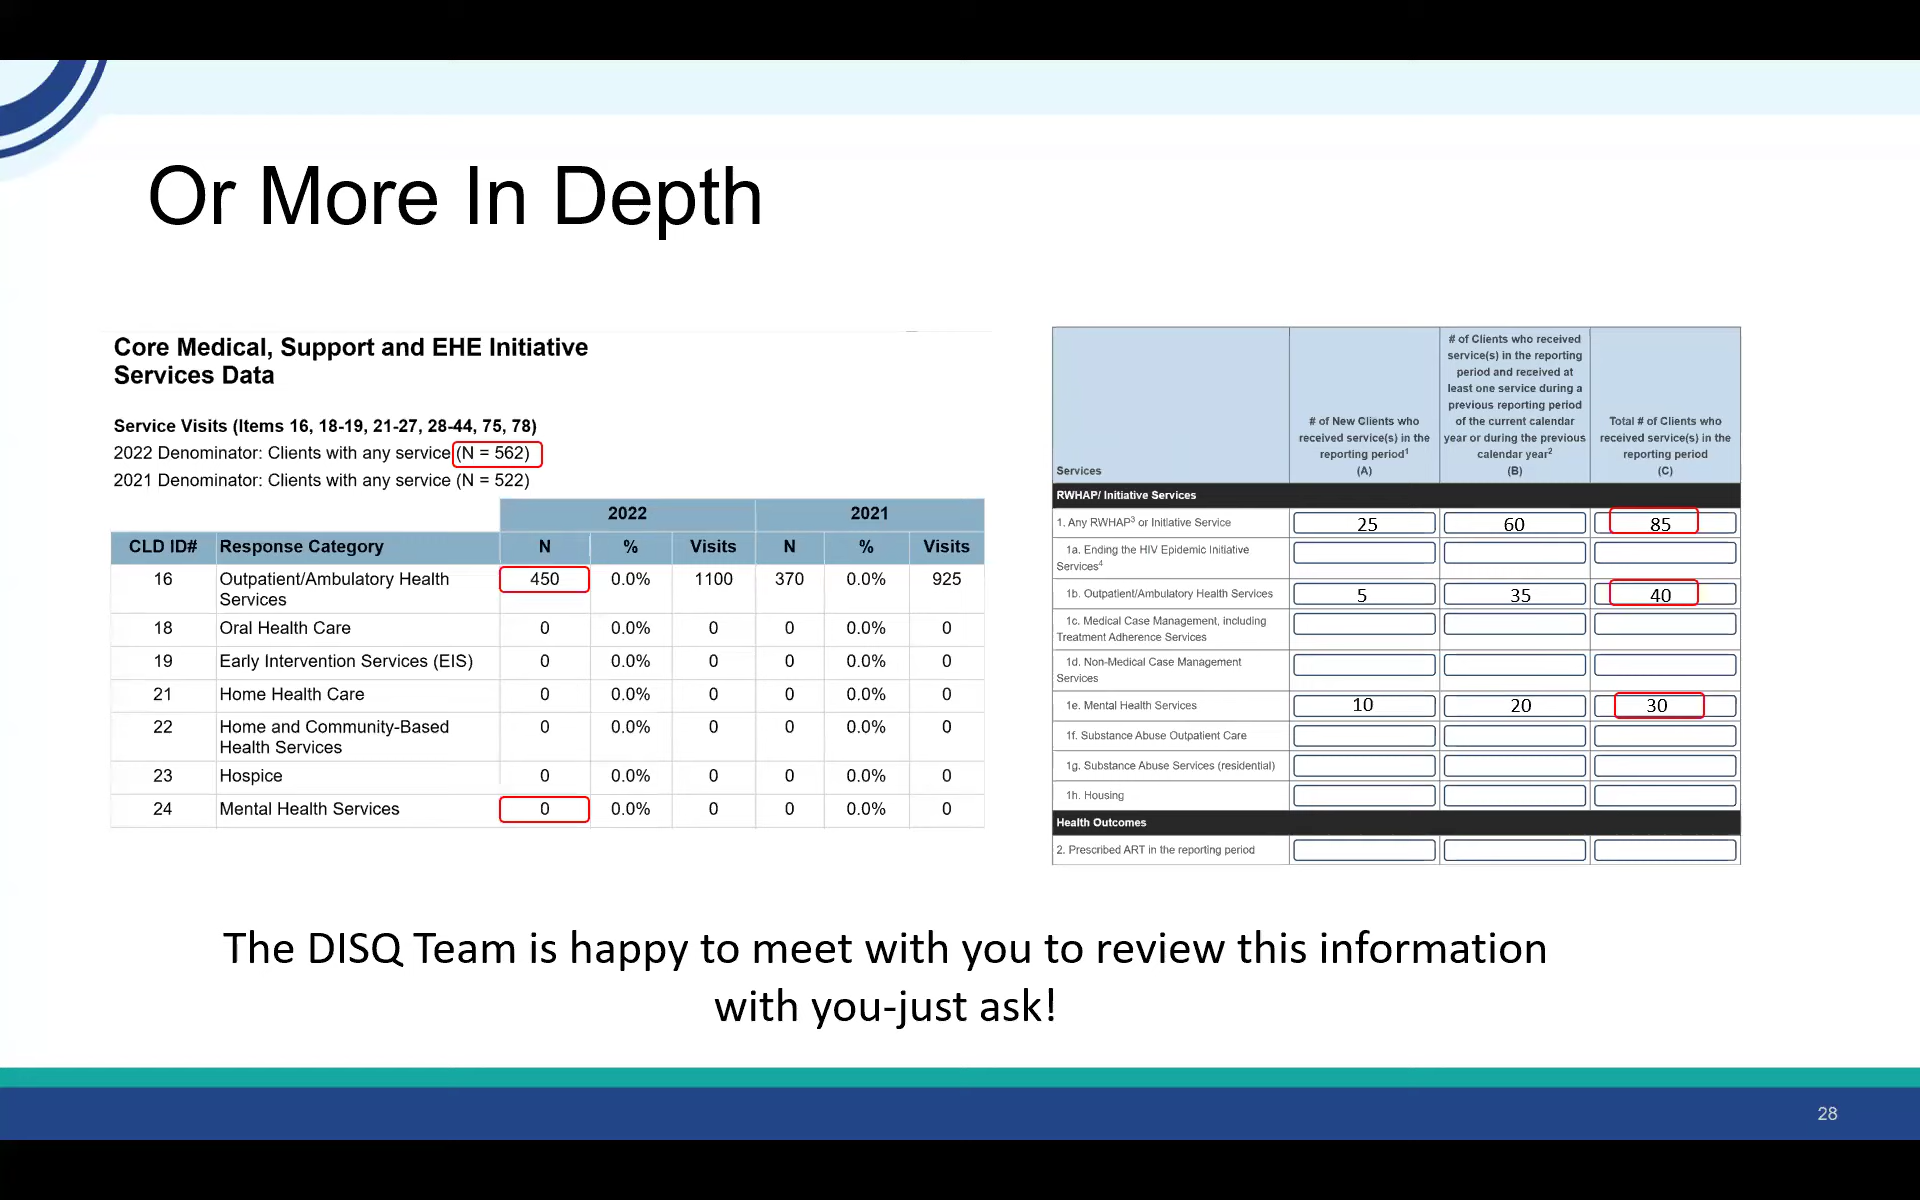 Or More In Depth
Core Medical, Support and EHE Initiative
Services Data
Service Visits (Items 16, 18-19, 21-27, 28-44, 75, 78)
2022 Denominator: Clients with any service (N = 562)
2021 Denominator: Clients with any service (N = 522)
2022 2021
CLD ID# Response Category N % Visits N % Visits
16 Outpatient/Ambulatory Health 450 0.0% 1100 370 0.0% 925
Services
18 Oral Health Care 0 0.0% 0 0 0.0% 0
19 Early Intervention Services (EIS) 0 0.0% 0 0 0.0% 0
21 Home Health Care 0 0.0% 0 0 0.0% 0
22 Home and Community-Based 0 0.0% 0 0 0.0% 0
Health Services
23 Hospice 0 0.0% 0 0 0.0% 0
24 Mental Health Services 0 0.0% 0 0 0.0% 0
Services
# of New Clients who
received service(s) in the
reporting period1
(A)
# of Clients who received
service(s) in the reporting
period and received at
least one service during a
previous reporting period
of the current calendar
year or during the previous
calendar year2
(B)
Total # of Clients who
received service(s) in the
reporting period
(C)
RWHAP/ Initiative Services
1. Any RWHAP3 or Initiative Service 25 60 85
1a. Ending the HIV Epidemic Initiative
Services4
1b. Outpatient/Ambulatory Health Services 5 35 40
1c. Medical Case Management, including
Treatment Adherence Services
1d. Non-Medical Case Management
Services
1e. Mental Health Services 10 20 30
1f. Substance Abuse Outpatient Care
1g. Substance Abuse Services (residential)
1h. Housing
Health Outcomes
2. Prescribed ART in the reporting period
The DISQ Team is happy to meet with you to review this information
with you-just ask!
28